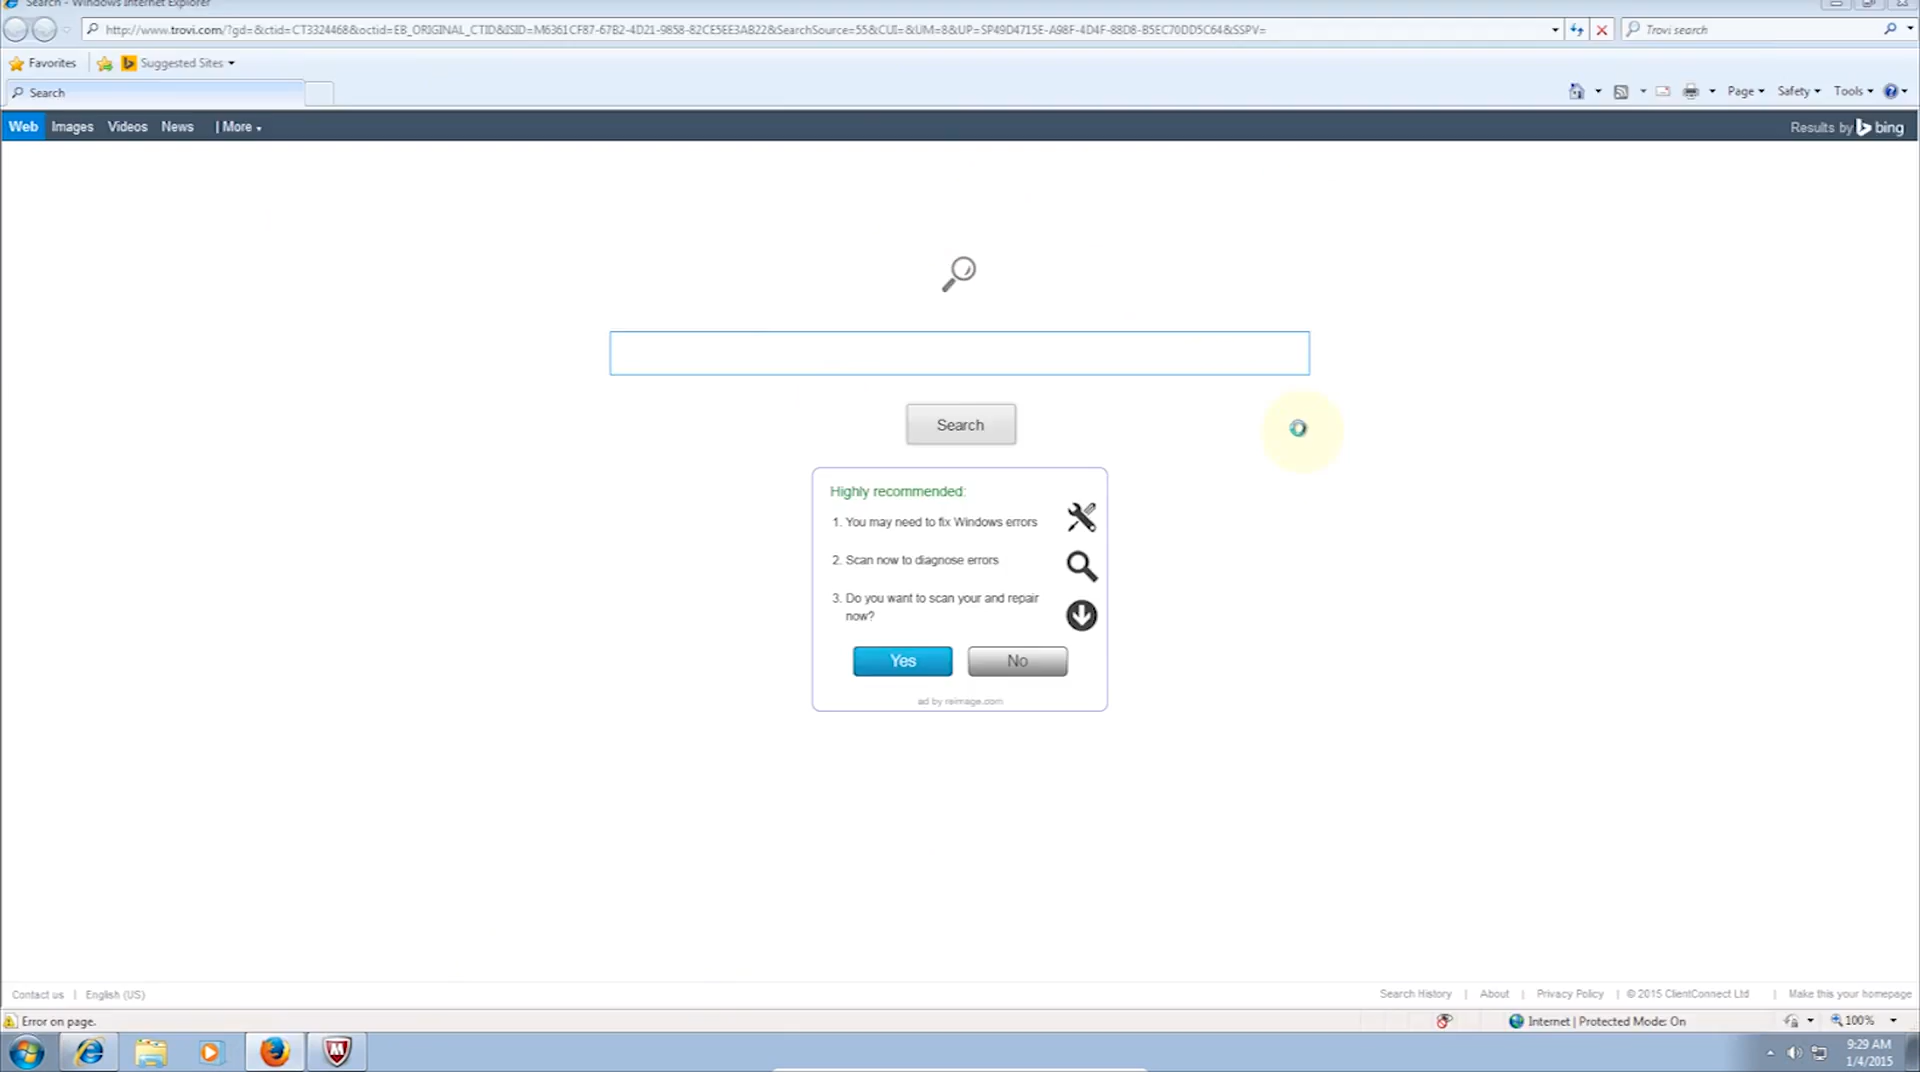 Search - Windows Internet Explorer
http://www.trovi.com/?gd=&ctid=CT3324468&octid=EB_ORIGINAL_CTID&ISID=M6361CF87-67B2-4D21-9858-82CE5EE3AB22&SearchSource=55&CUI=&UM=8&UP=SP49D4715E-A98F-4D4F-88D8-B5EC70DD5C64&SSPV=
Trovi search
Favorites
Suggested Sites
Search
Page
Safety
Tools
Web Images Videos News | More
Results by bing
Search
Highly recommended:
1. You may need to fix Windows errors
2. Scan now to diagnose errors
3. Do you want to scan your and repair
now?
Yes No
ad by reimage.com
Contact us | English (US)
Search History | About | Privacy Policy | © 2015 ClientConnect Ltd | Make this your homepage
Error on page.
Internet | Protected Mode: On
100%
9:29 AM
1/4/2015